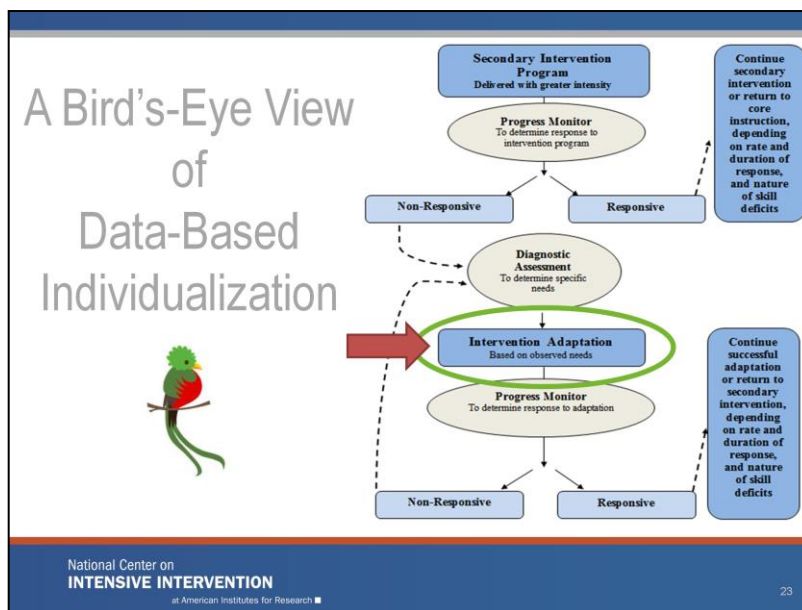 A Bird's-Eye View
of
Data-Based
Individualization
Secondary Intervention
Program
Delivered with greater intensity
Progress Monitor
To determine response to
intervention program
Non-Responsive
Responsive
Continue
secondary
intervention
or return to
core
instruction,
depending
on rate and
duration of
response,
and nature
of skill
deficits
Diagnostic
Assessment
To determine specific
needs
Intervention Adaptation
Based on observed needs
Progress Monitor
To determine response to adaptation
Non-Responsive
Responsive
Continue
successful
adaptation
or return to
secondary
intervention,
depending
on rate and
duration of
response,
and nature
of skill
deficits
National Center on
INTENSIVE INTERVENTION
at American Institutes for Research
23